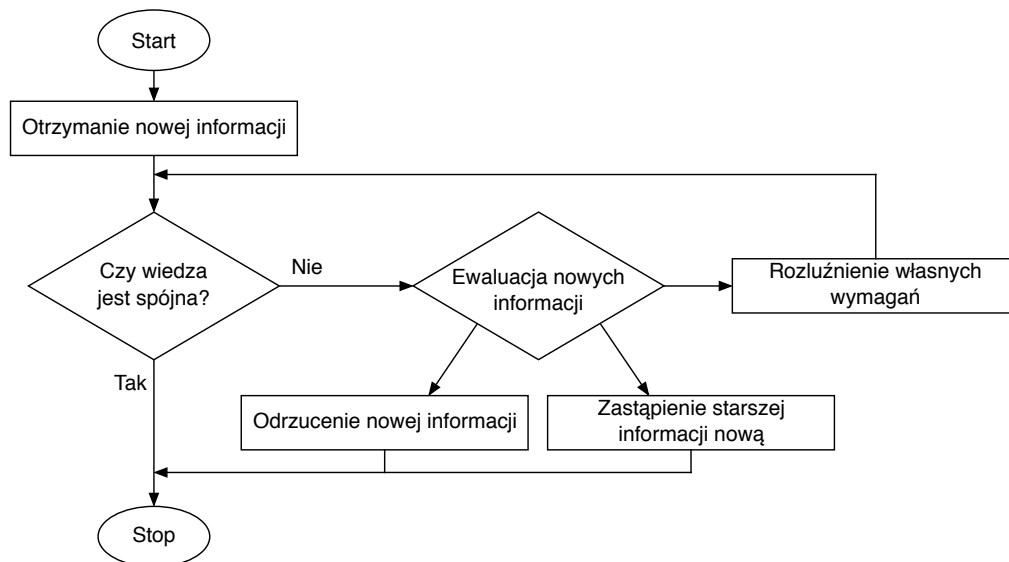 Start
Otrzymanie nowej informacji
Czy wiedza
jest spójna?
Nie
Ewaluacja nowych
informacji
Rozluźnienie własnych
wymagań
Tak
Odrzucenie nowej informacji
Zastąpienie starszej
informacji nową
Stop